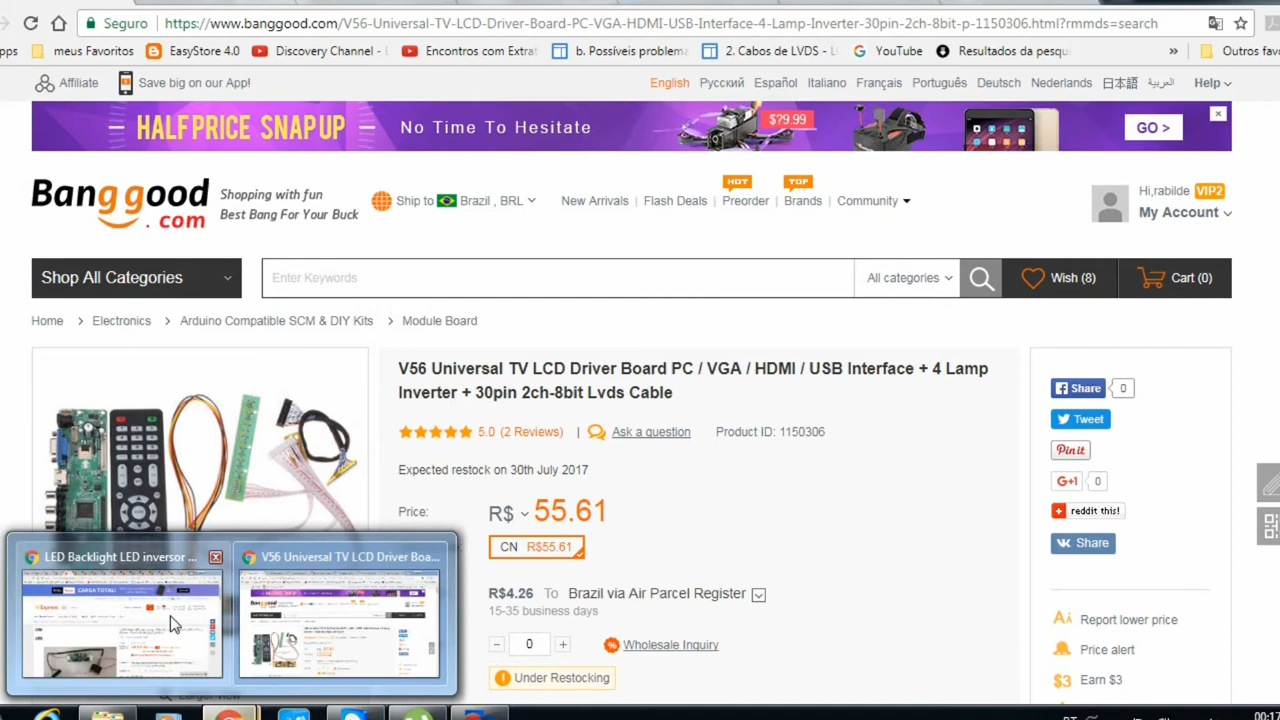 Seguro
https://www.banggood.com/V56-Universal-TV-LCD-Driver-Board-PC-VGA-HDMI-USB-Interface-4-Lamp-Inverter-30pin-2ch-8bit-p-1150306.html?rmmds=search
pps meus Favoritos EasyStore 4.0 Discovery Channel - Encontros com Extrat b. Possíveis problema 2. Cabos de LVDS - L YouTube Resultados da pesqu » Outros fav
Affiliate Save big on our App! English Русский Español Italiano Français Português Deutsch Nederlands 日本語 العربية Help
HALF PRICE SNAP UP No Time To Hesitate $?9.99 GO >
Banggood.com
Shopping with fun
Best Bang For Your Buck
Ship to Brazil , BRL
HOT TOP
New Arrivals | Flash Deals | Preorder | Brands | Community
Hi,rabilde VIP2
My Account
Shop All Categories Enter Keywords All categories Wish (8) Cart (0)
Home > Electronics > Arduino Compatible SCM & DIY Kits > Module Board
V56 Universal TV LCD Driver Board PC / VGA / HDMI / USB Interface + 4 Lamp
Inverter + 30pin 2ch-8bit Lvds Cable
5.0 (2 Reviews) | Ask a question Product ID: 1150306
Expected restock on 30th July 2017
Price: R$ 55.61
CN R$55.61
R$4.26 To Brazil via Air Parcel Register
15-35 business days
- 0 + Wholesale Inquiry
Under Restocking
Share 0
Tweet
Pin it
G+1 0
reddit this!
Share
Report lower price
Price alert
$3 Earn $3
LED Backlight LED inversor ...
V56 Universal TV LCD Driver Boa...
CARGA TOTAL!
Larger view
00:17